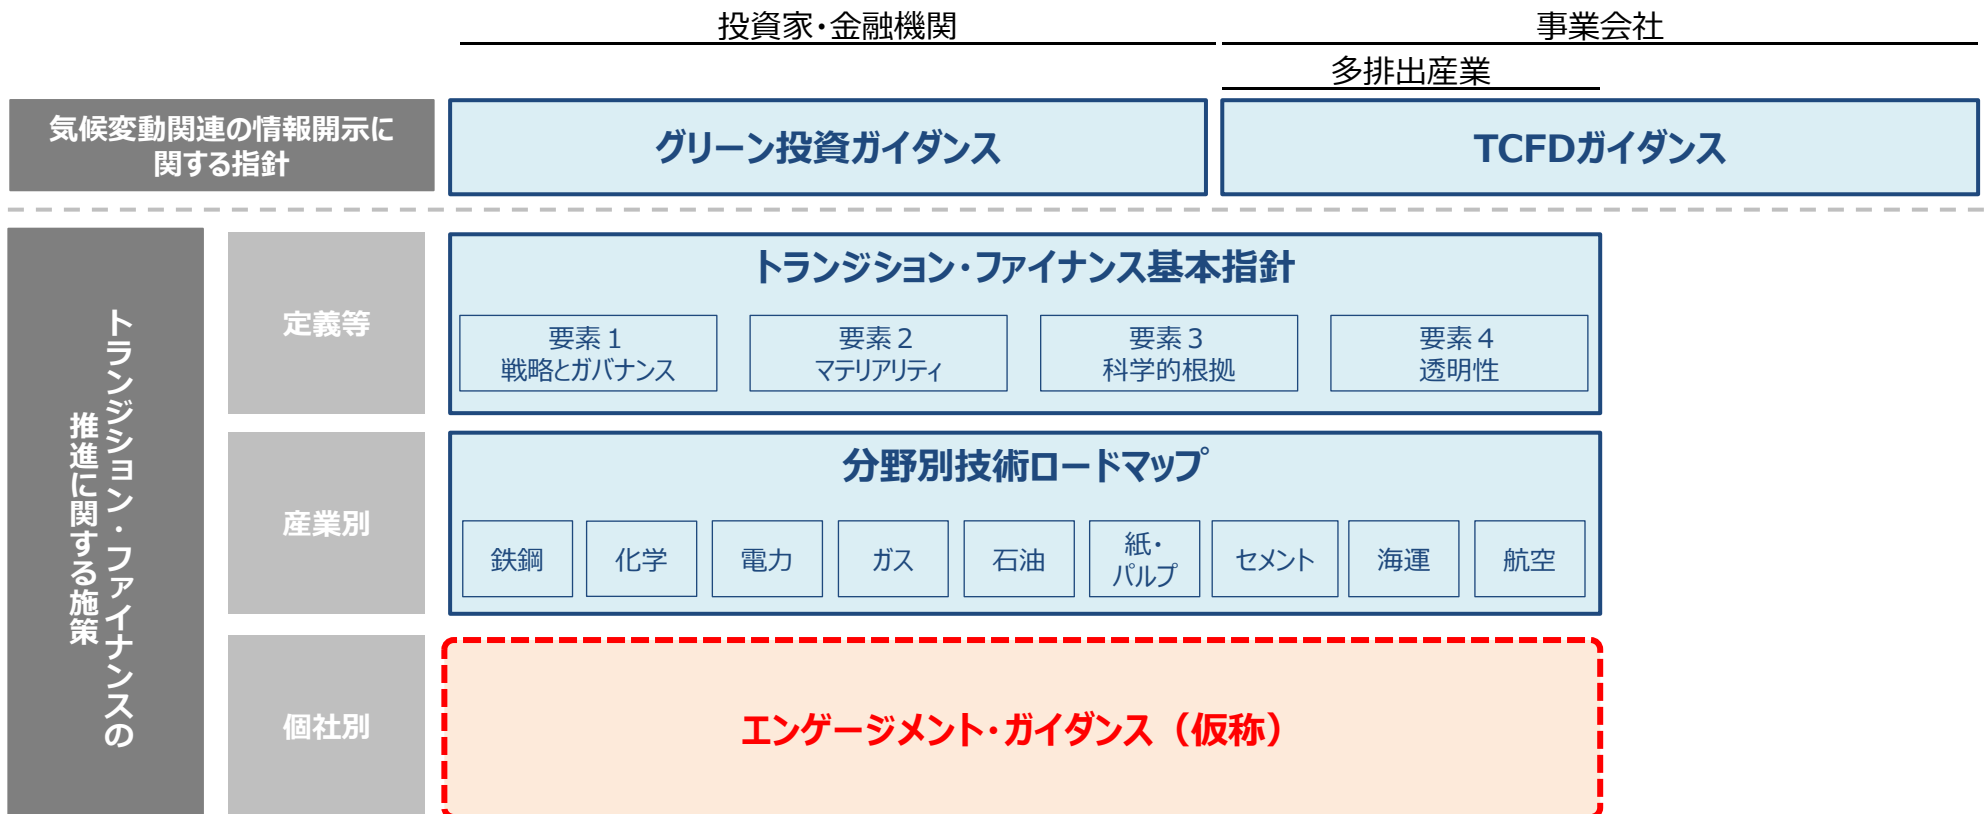 投資家・金融機関
事業会社
多排出産業
気候変動関連の情報開示に
関する指針
グリーン投資ガイダンス
TCFDガイダンス
トランジション・ファイナンスの
推進に関する施策
定義等
トランジション・ファイナンス基本指針
要素１
戦略とガバナンス
要素２
マテリアリティ
要素３
科学的根拠
要素４
透明性
産業別
分野別技術ロードマップ
鉄鋼
化学
電力
ガス
石油
紙・
パルプ
セメント
海運
航空
個社別
エンゲージメント・ガイダンス（仮称）